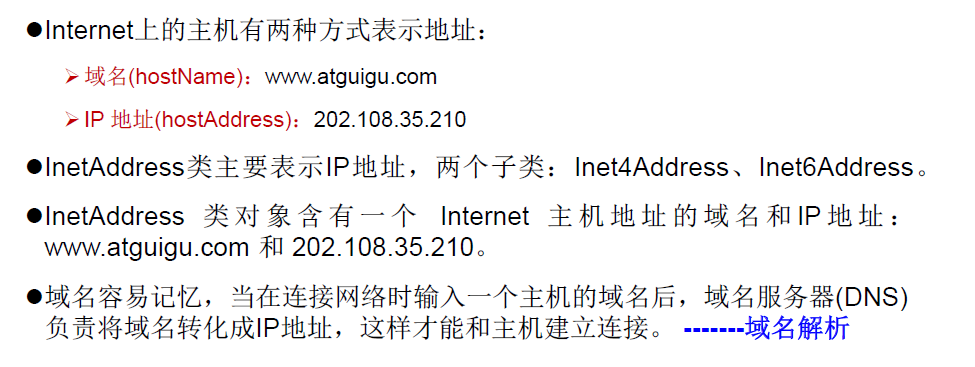 ●Internet上的主机有两种方式表示地址：
➢域名(hostName)：www.atguigu.com
➢IP 地址(hostAddress)：202.108.35.210
●InetAddress类主要表示IP地址，两个子类：Inet4Address、Inet6Address。
●InetAddress 类对象含有一个 Internet 主机地址的域名和IP地址：
www.atguigu.com 和 202.108.35.210。
●域名容易记忆，当在连接网络时输入一个主机的域名后，域名服务器(DNS)
负责将域名转化成IP地址，这样才能和主机建立连接。 -------域名解析